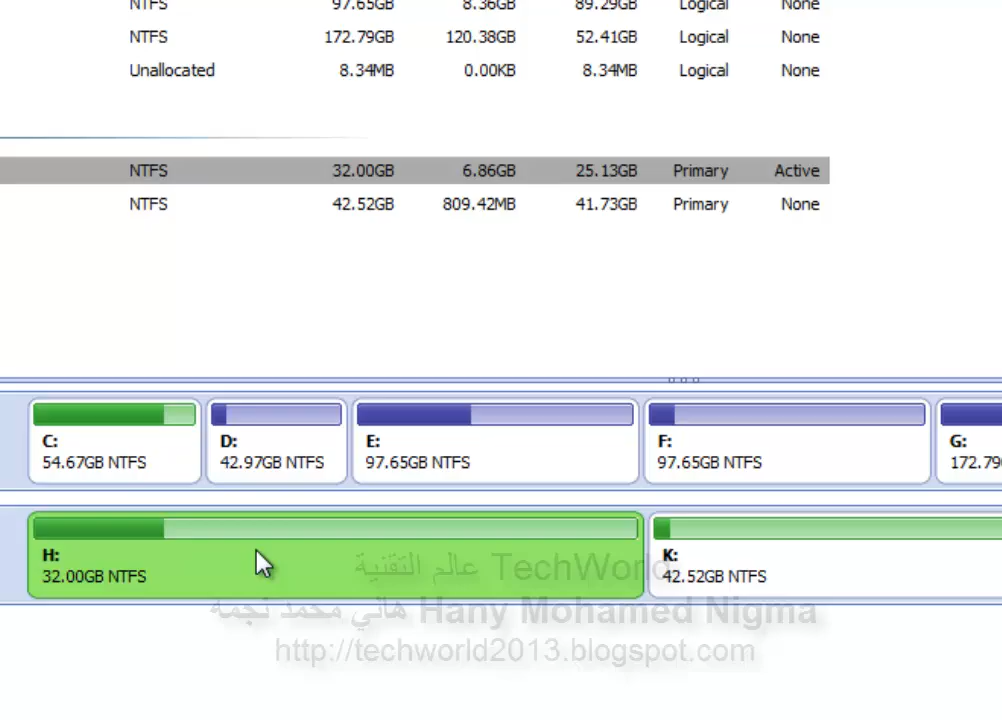 NTFS 97.65GB 8.36GB 89.29GB Logical None
NTFS 172.79GB 120.38GB 52.41GB Logical None
Unallocated 8.34MB 0.00KB 8.34MB Logical None
NTFS 32.00GB 6.86GB 25.13GB Primary Active
NTFS 42.52GB 809.42MB 41.73GB Primary None
C: D: E: F: G:
54.67GB NTFS 42.97GB NTFS 97.65GB NTFS 97.65GB NTFS 172.79
H: K:
32.00GB NTFS 42.52GB NTFS
عالم التقنية TechWorld
هاني محمد نجمه Hany Mohamed Nigma
http://techworld2013.blogspot.com